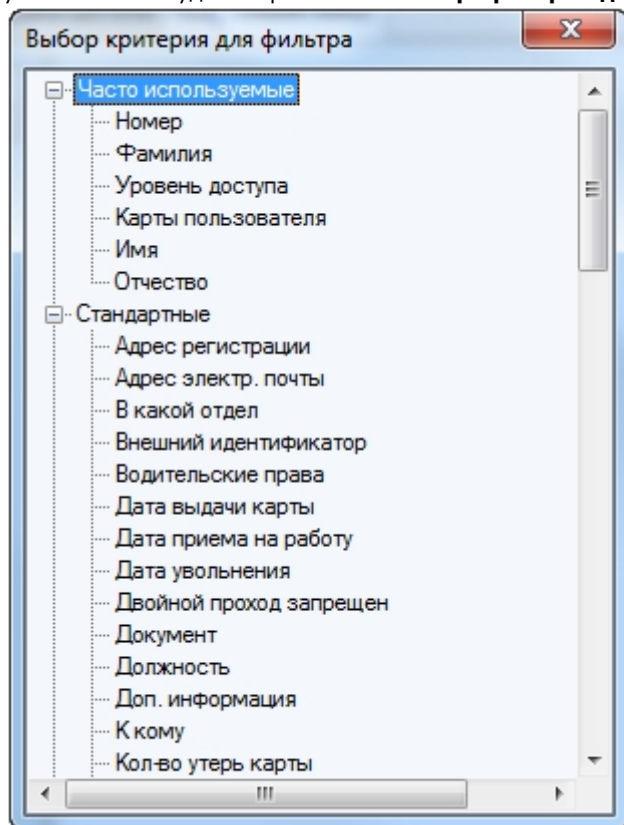 Выбор критерия для фильтра
Часто используемые
Номер
Фамилия
Уровень доступа
Карты пользователя
Имя
Отчество
Стандартные
Адрес регистрации
Адрес электр. почты
В какой отдел
Внешний идентификатор
Водительские права
Дата выдачи карты
Дата приема на работу
Дата увольнения
Двойной проход запрещен
Документ
Должность
Доп. информация
К кому
Кол-во утерь карты